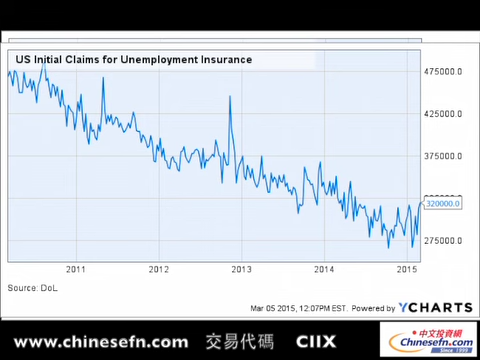 US Initial Claims for Unemployment Insurance
475000.0
425000.0
375000.0
320000.0
275000.0
2011 2012 2013 2014 2015
Source: DoL
Mar 05 2015, 12:07PM EST. Powered by YCHARTS
www.chinesefn.com 交易代碼 CIIX
中文投資網
Chinesefn.com
Since 1999